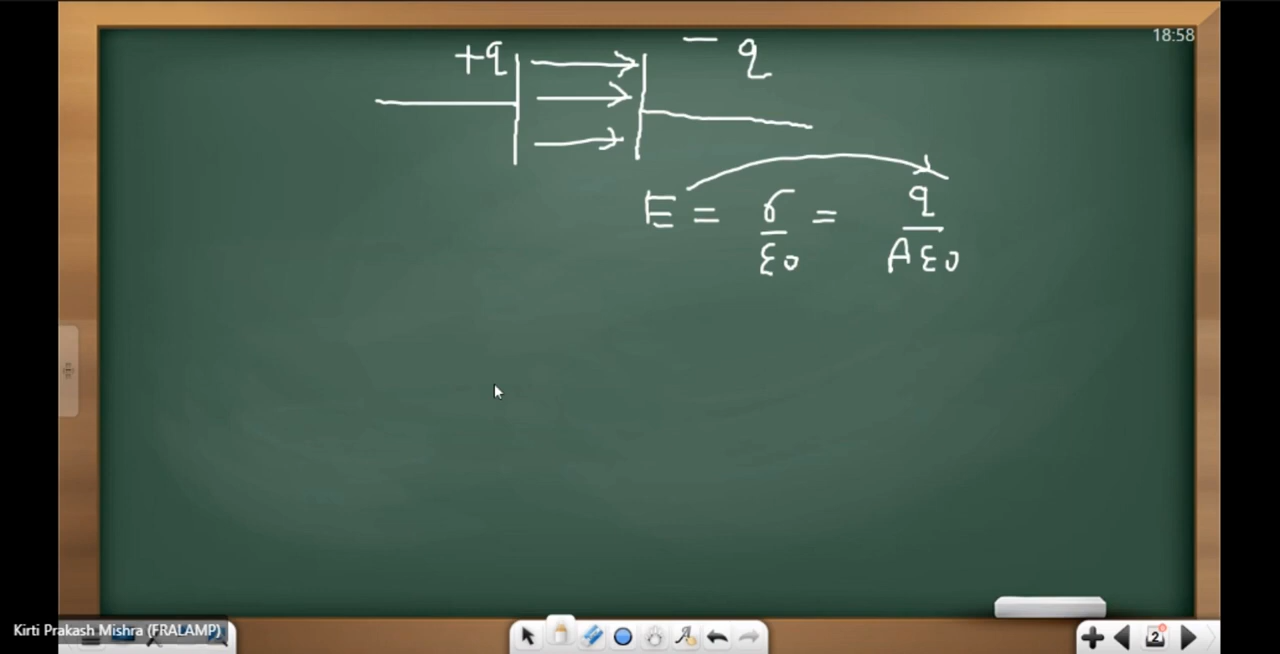 18:58
+q - q
E = σ/ε0 = q/Aε0
Kirti Prakash Mishra (FRALAMP)
2